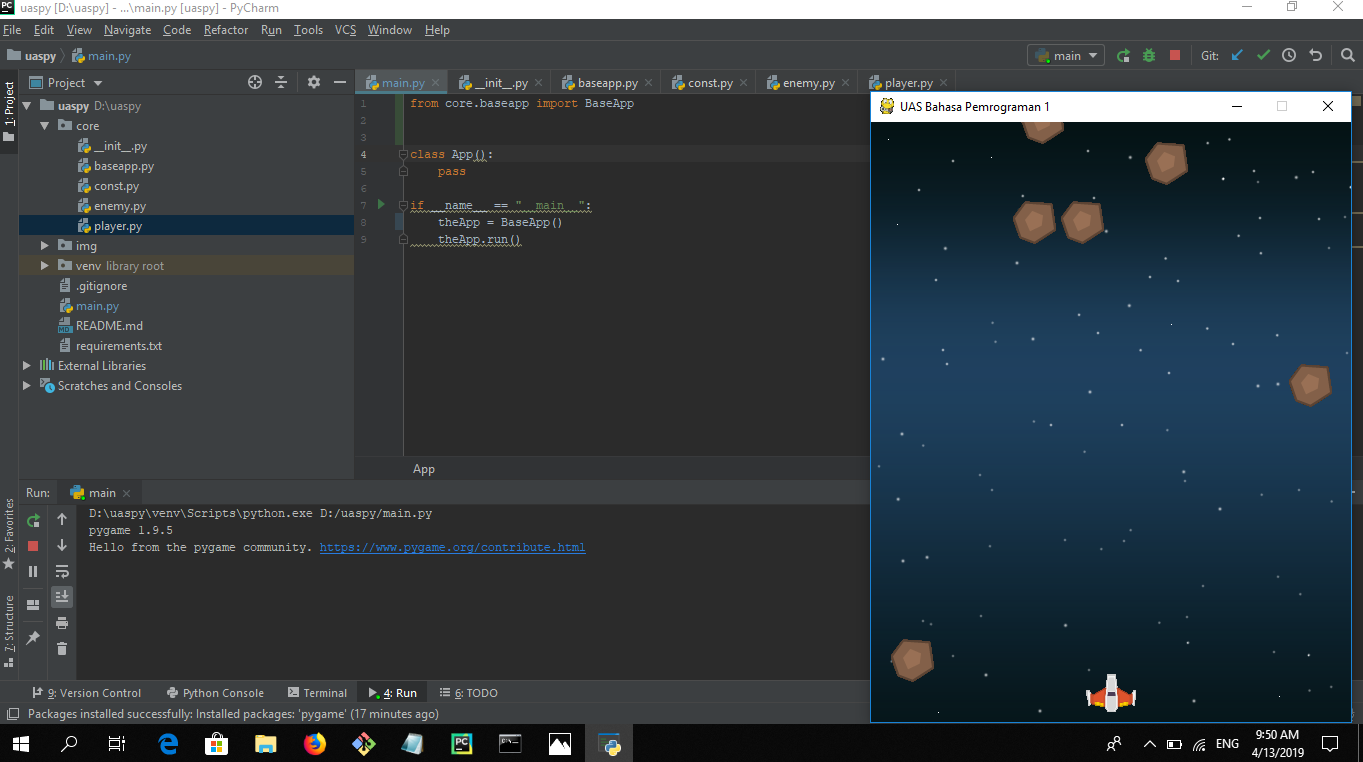 uaspy [D:\uaspy] - ...\main.py [uaspy] - PyCharm
File Edit View Navigate Code Refactor Run Tools VCS Window Help
uaspy main.py
main
Git:
1: Project
Project
main.py __init__.py baseapp.py const.py enemy.py player.py
uaspy D:\uaspy
core
__init__.py
baseapp.py
const.py
enemy.py
player.py
img
venv library root
.gitignore
main.py
README.md
requirements.txt
External Libraries
Scratches and Consoles
1 from core.baseapp import BaseApp
2
3
4 class App():
5 pass
6
7 if __name__ == "__main__":
8 theApp = BaseApp()
9 theApp.run()
App
UAS Bahasa Pemrograman 1
Run: main
D:\uaspy\venv\Scripts\python.exe D:/uaspy/main.py
pygame 1.9.5
Hello from the pygame community. https://www.pygame.org/contribute.html
2: Favorites
7: Structure
9: Version Control Python Console Terminal 4: Run 6: TODO
Packages installed successfully: Installed packages: 'pygame' (17 minutes ago)
ENG
9:50 AM
4/13/2019